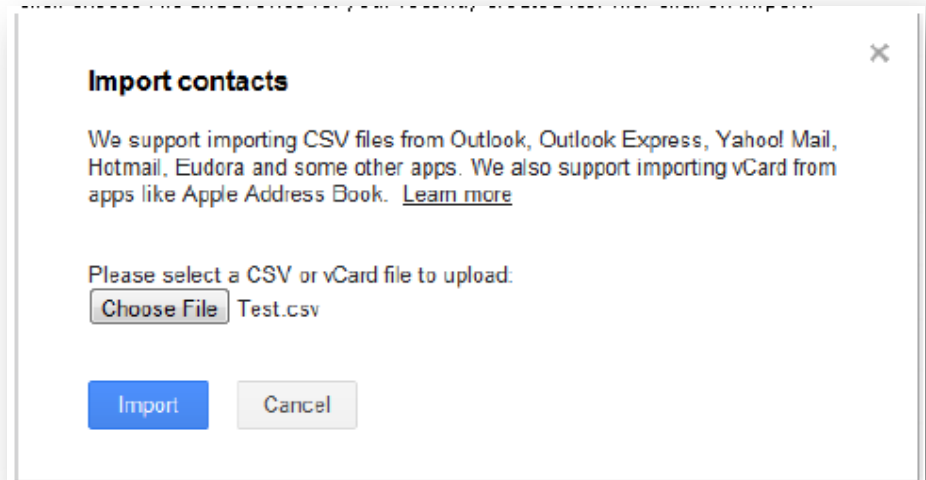 Import contacts
We support importing CSV files from Outlook, Outlook Express, Yahoo! Mail,
Hotmail, Eudora and some other apps. We also support importing vCard from
apps like Apple Address Book. Learn more
Please select a CSV or vCard file to upload:
Choose File Test.csv
Import Cancel